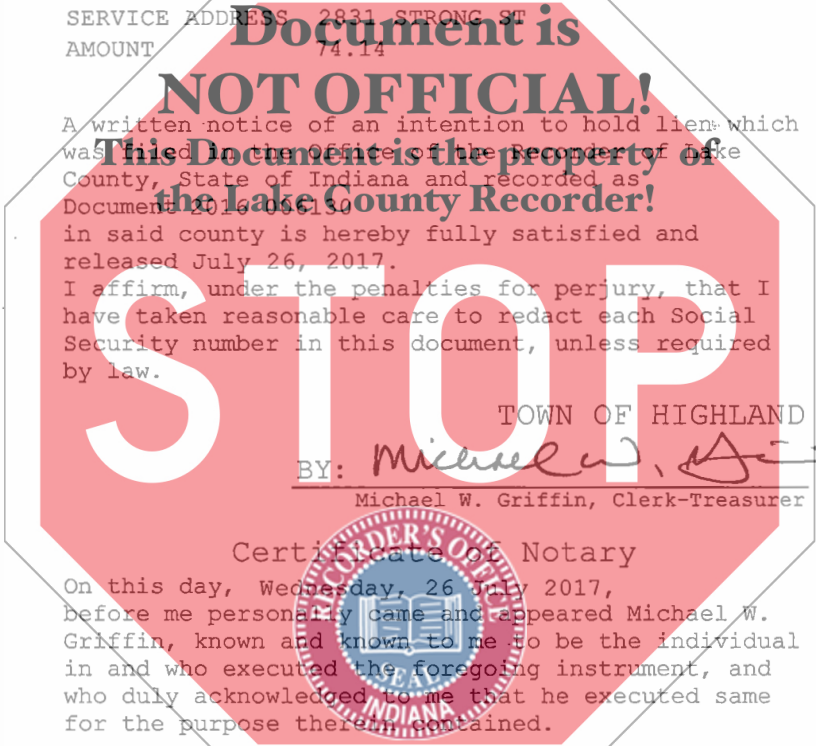 SERVICE ADDRESS 2831 STRONG ST
Document is
AMOUNT 74.14
NOT OFFICIAL!
A written notice of an intention to hold lien which
was filed in the Office of the Recorder of Lake
This Document is the property of
County, State of Indiana and recorded as
the Lake County Recorder!
Document 2016 066130
in said county is hereby fully satisfied and
released July 26, 2017.
I affirm, under the penalties for perjury, that I
have taken reasonable care to redact each Social
Security number in this document, unless required
by law.
STOP
TOWN OF HIGHLAND
BY: Michael W. Gri
Michael W. Griffin, Clerk-Treasurer
RECORDER'S OFFICE
SEAL
INDIANA
Certificate of Notary
On this day, Wednesday, 26 July 2017,
before me personally came and appeared Michael W.
Griffin, known and known to me to be the individual
in and who executed the foregoing instrument, and
who duly acknowledged to me that he executed same
for the purpose therein contained.